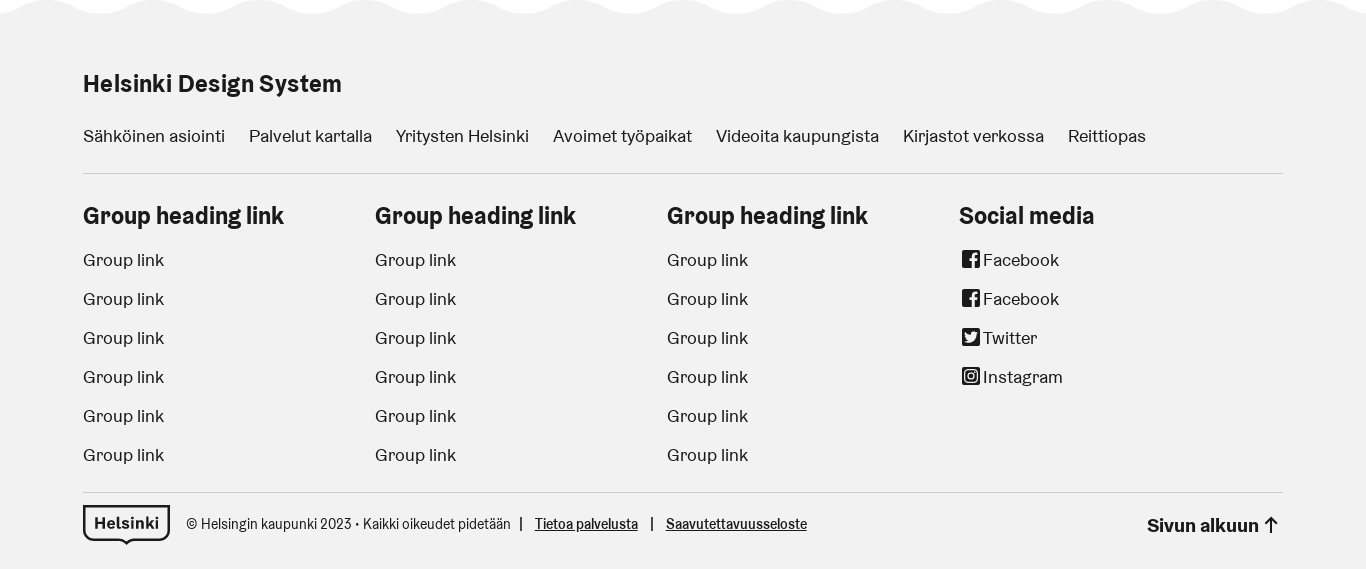 Helsinki Design System
Sähköinen asiointi Palvelut kartalla Yritysten Helsinki Avoimet työpaikat Videoita kaupungista Kirjastot verkossa Reittiopas
Group heading link
Group link
Group link
Group link
Group link
Group link
Group link
Group heading link
Group link
Group link
Group link
Group link
Group link
Group link
Group heading link
Group link
Group link
Group link
Group link
Group link
Group link
Social media
Facebook
Facebook
Twitter
Instagram
Helsinki © Helsingin kaupunki 2023 • Kaikki oikeudet pidetään | Tietoa palvelusta | Saavutettavuusseloste Sivun alkuun ↑